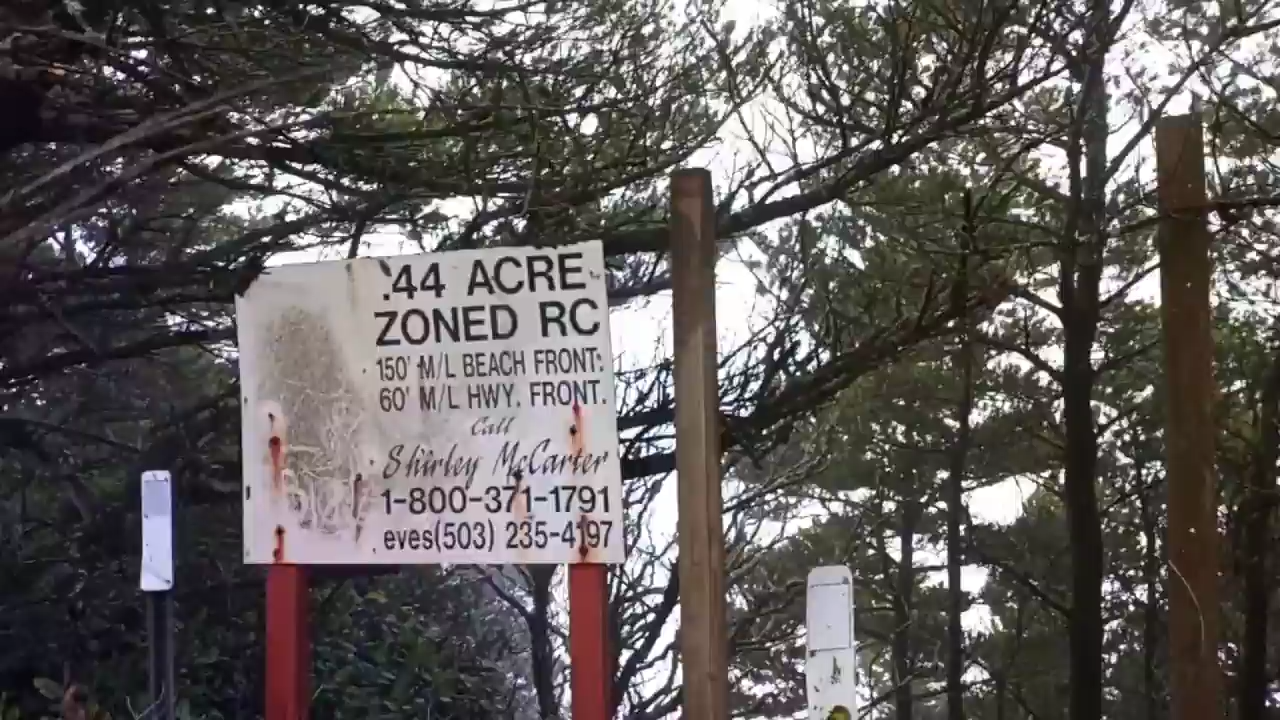 .44 ACRE
ZONED RC
150' M/L BEACH FRONT.
60' M/L HWY. FRONT.
Call
Shirley McCarter
1-800-371-1791
eves(503) 235-4197